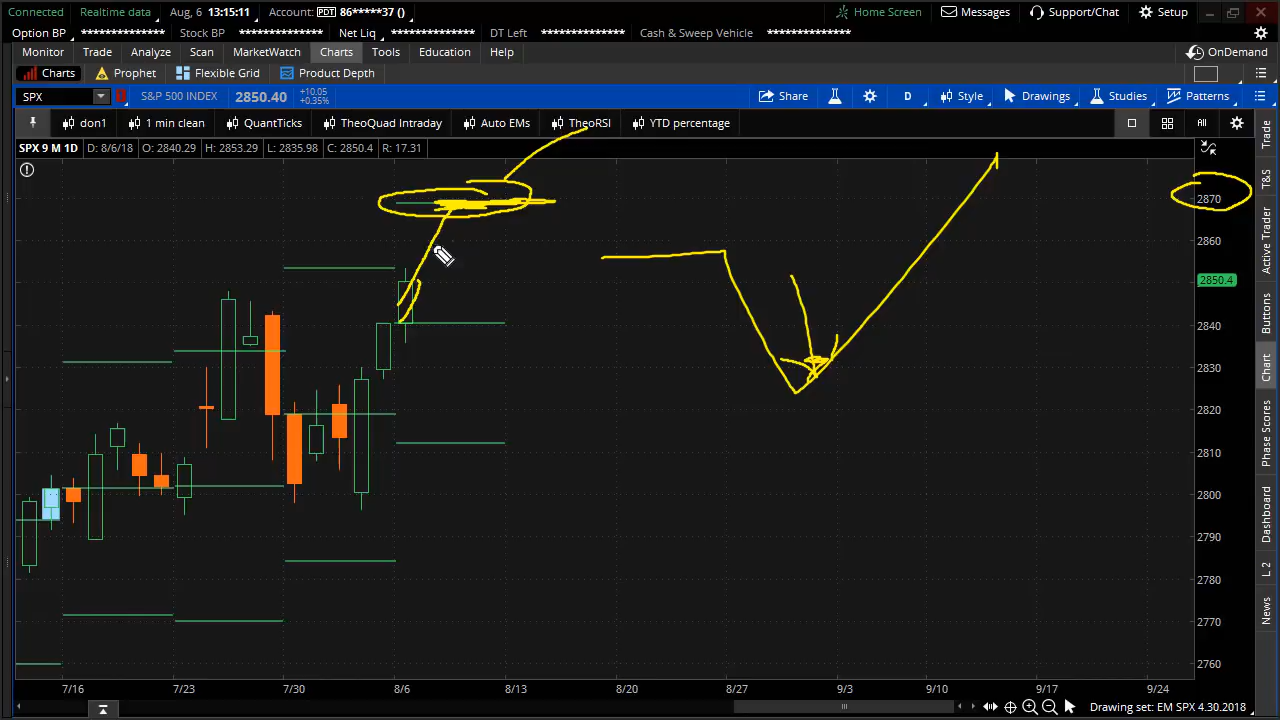 Connected Realtime data Aug, 6 13:15:11 Account: PDT 86*****37 () Home Screen Messages Support/Chat Setup
Option BP ************** Stock BP ************** Net Liq ************** DT Left ************** Cash & Sweep Vehicle **************
Monitor Trade Analyze Scan MarketWatch Charts Tools Education Help OnDemand
Charts Prophet Flexible Grid Product Depth
SPX S&P 500 INDEX 2850.40 +10.05 +0.35% Share D Style Drawings Studies Patterns
don1 1 min clean QuantTicks TheoQuad Intraday Auto EMs TheoRSI YTD percentage All
SPX 9 M 1D D: 8/6/18 O: 2840.29 H: 2853.29 L: 2835.98 C: 2850.4 R: 17.31
2870
2860
2850.4
2840
2830
2820
2810
2800
2790
2780
2770
2760
7/16 7/23 7/30 8/6 8/13 8/20 8/27 9/3 9/10 9/17 9/24
Drawing set: EM SPX 4.30.2018
Trade
T&S
Active Trader
Buttons
Chart
Phase Scores
Dashboard
L 2
News